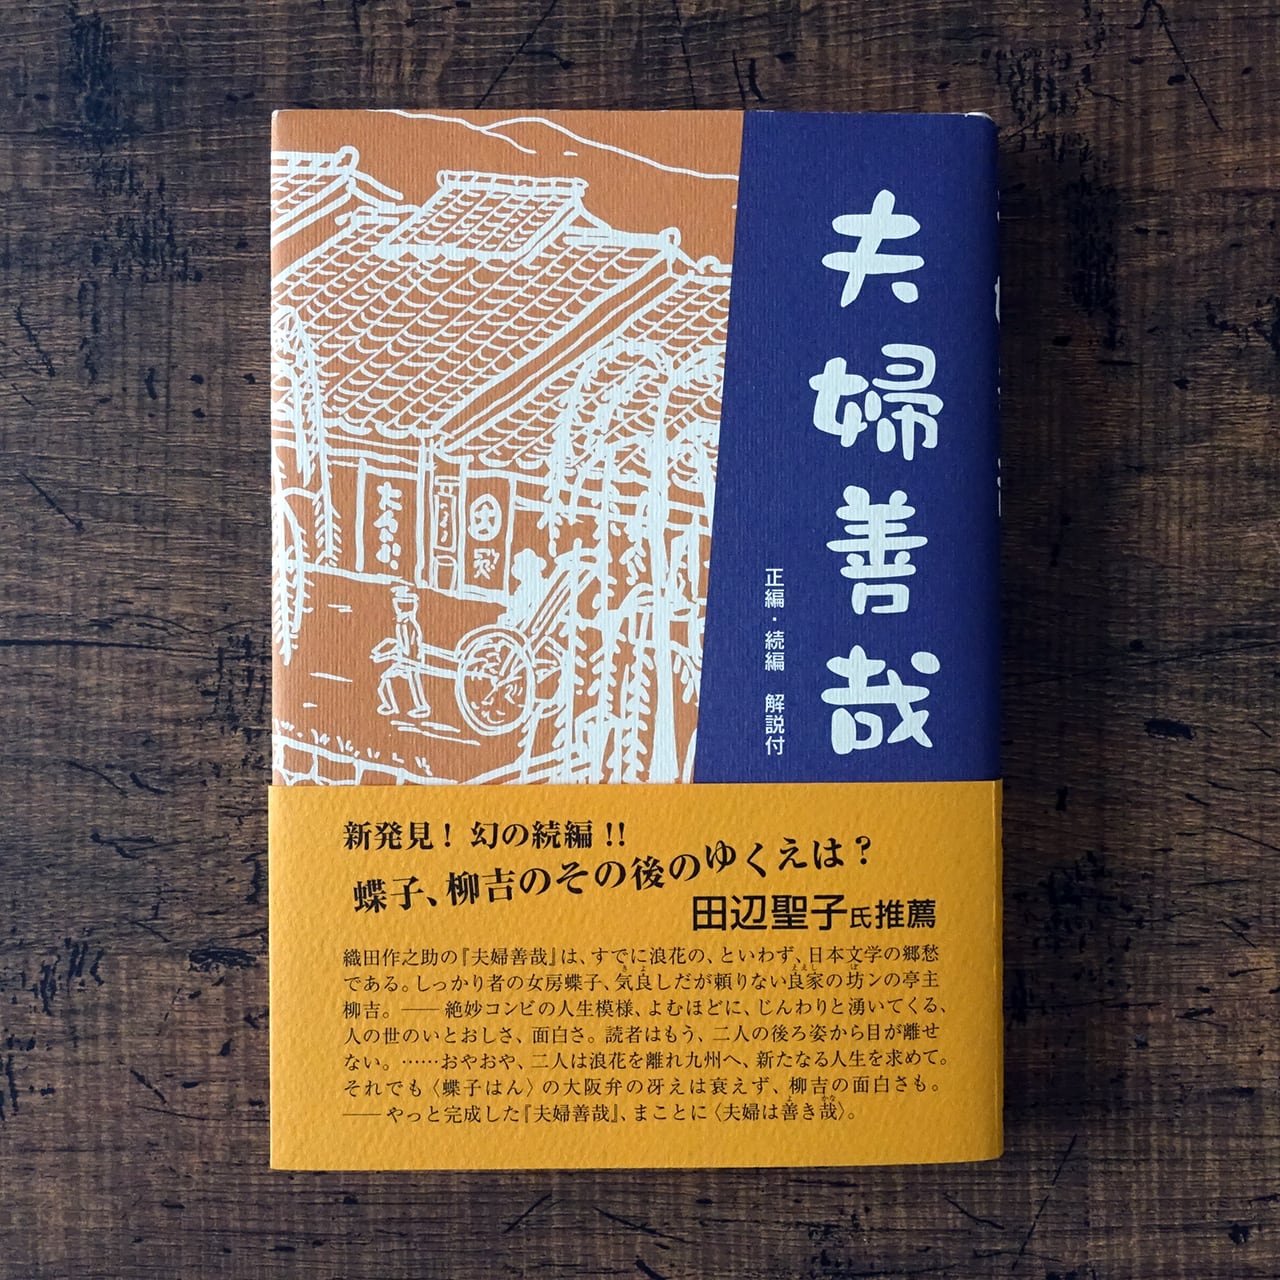 夫婦善哉
正編・続編 解説付
新発見! 幻の続編!!
蝶子、柳吉のその後のゆくえは?
田辺聖子氏推薦
織田作之助の『夫婦善哉』は、すでに浪花の、といわず、日本文学の郷愁
である。しっかり者の女房蝶子、気良しだが頼りない良家の坊ンの亭主
柳吉。――絶妙コンビの人生模様、よむほどに、じんわりと湧いてくる、
人の世のいとおしさ、面白さ。読者はもう、二人の後ろ姿から目が離せ
ない。……おやおや、二人は浪花を離れ九州へ、新たなる人生を求めて。
それでも〈蝶子はん〉の大阪弁の冴えは衰えず、柳吉の面白さも。
――やっと完成した『夫婦善哉』、まことに〈夫婦は善き哉〉。